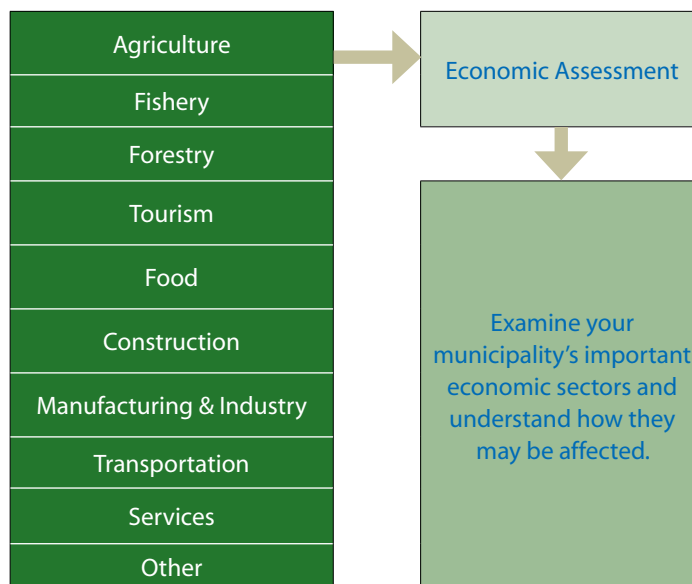 Agriculture
Fishery
Forestry
Tourism
Food
Construction
Manufacturing & Industry
Transportation
Services
Other
Economic Assessment
Examine your
municipality’s important
economic sectors and
understand how they
may be affected.